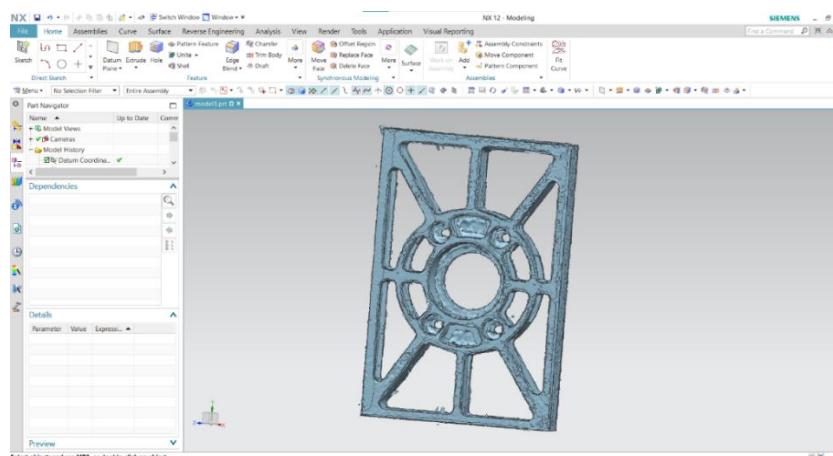 NX Switch Window Window NX 12 - Modeling SIEMENS
File Home Assemblies Curve Surface Reverse Engineering Analysis View Render Tools Application Visual Reporting Find a Command
Pattern Feature Chamfer Offset Region Assembly Constraints
Unite Trim Body Replace Face Move Component
Shell Draft Delete Face Pattern Component
Sketch Datum Plane Extrude Hole Edge Blend More Move Face More Surface Work on Assembly Add Fit Curve
Direct Sketch Feature Synchronous Modeling Assemblies
Menu No Selection Filter Entire Assembly
Part Navigator model3.prt
Name Up to Date Comm
Model Views
Cameras
Model History
Datum Coordina...
Dependencies
Details
Parameter Value Expressi...
Preview